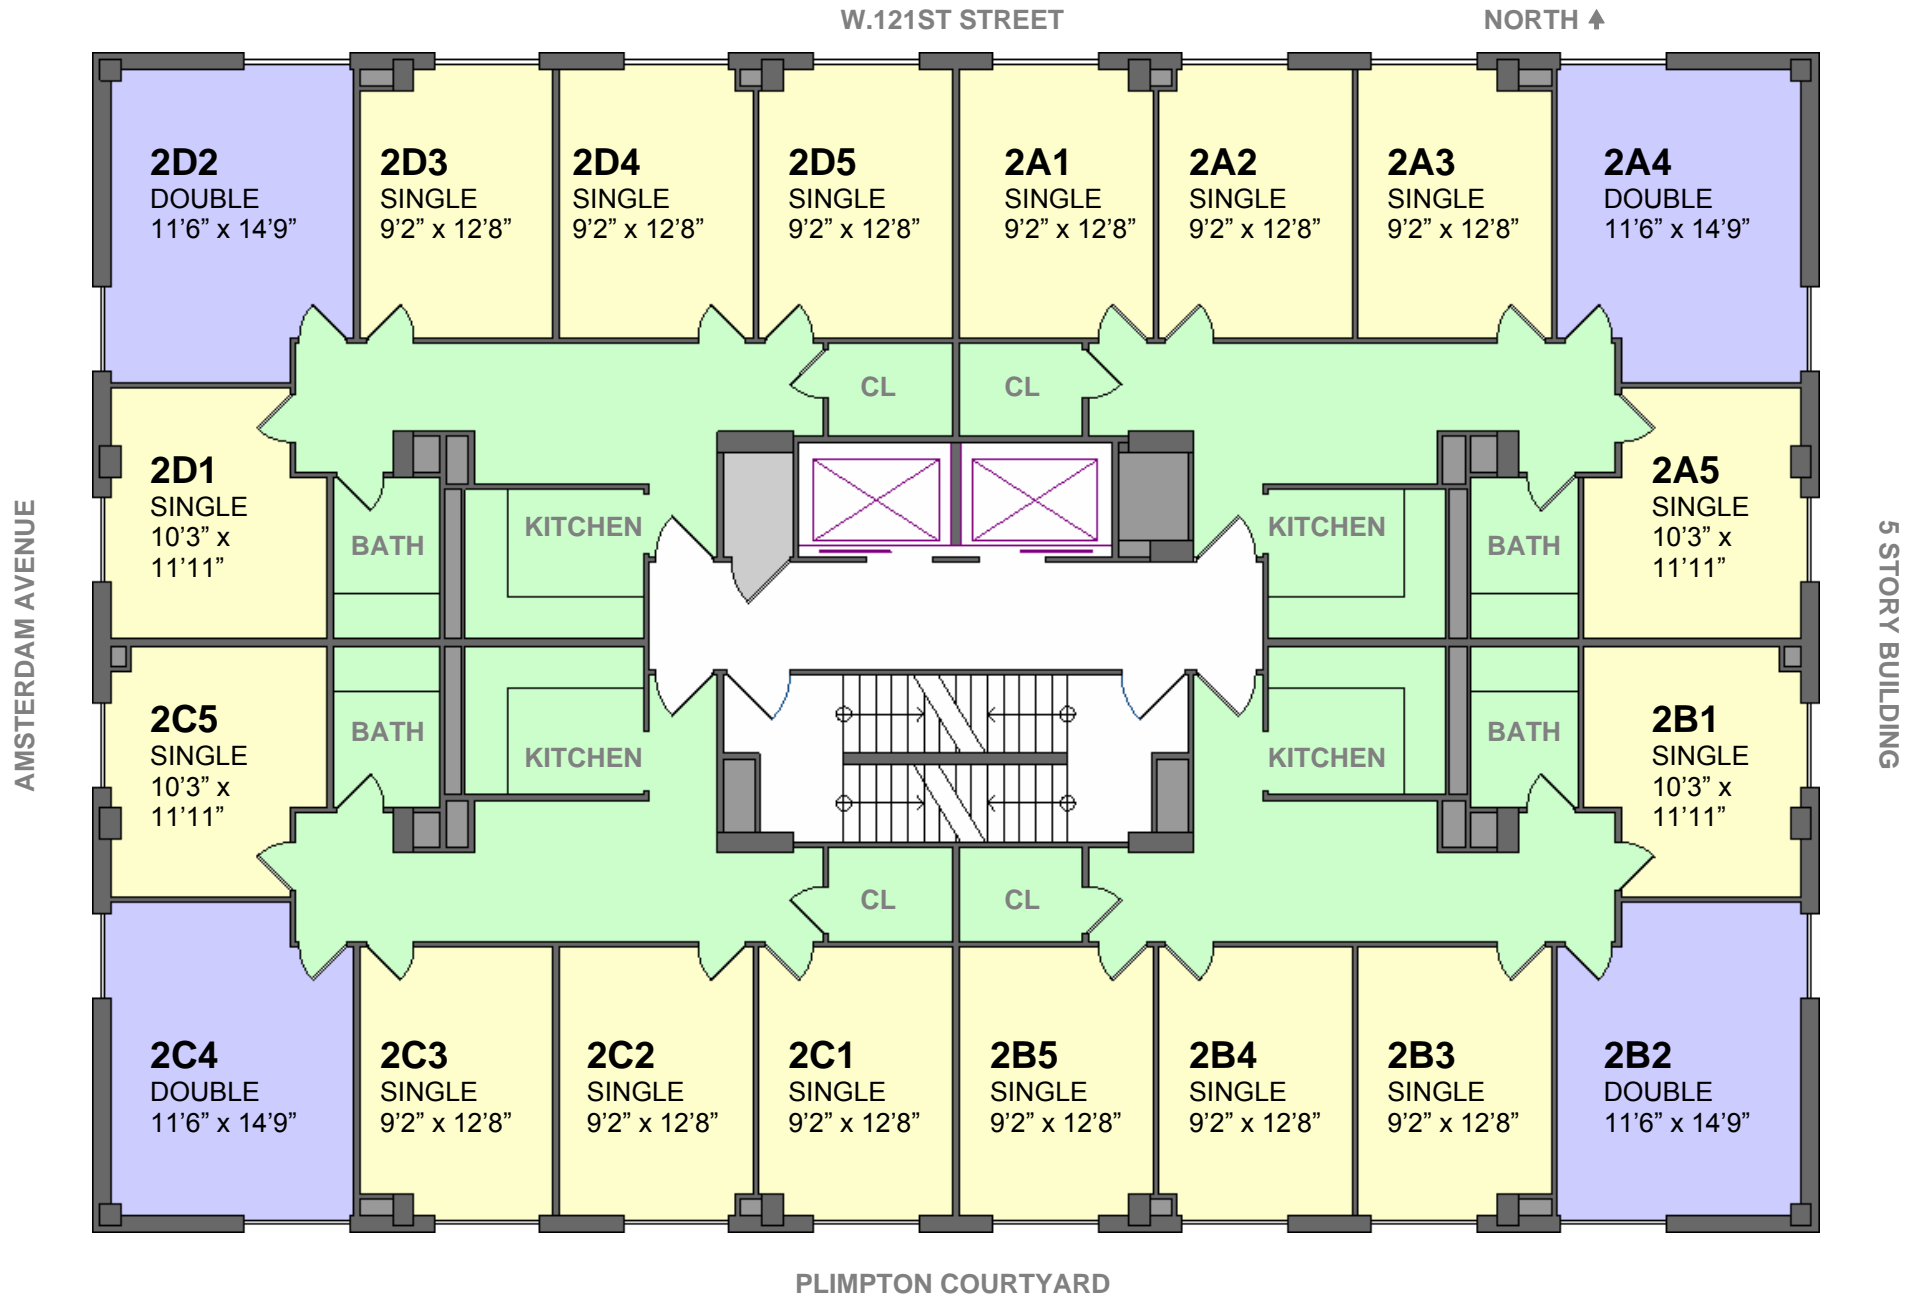 W.121ST STREET
NORTH
2D2
DOUBLE
11’6” x 14’9”
2D3
SINGLE
9’2” x 12’8”
2D4
SINGLE
9’2” x 12’8”
2D5
SINGLE
9’2” x 12’8”
2A1
SINGLE
9’2” x 12’8”
2A2
SINGLE
9’2” x 12’8”
2A3
SINGLE
9’2” x 12’8”
2A4
DOUBLE
11’6” x 14’9”
CL
CL
2D1
SINGLE
10’3” x
11’11”
BATH
KITCHEN
KITCHEN
BATH
2A5
SINGLE
10’3” x
11’11”
AMSTERDAM AVENUE
5 STORY BUILDING
2C5
SINGLE
10’3” x
11’11”
BATH
KITCHEN
KITCHEN
BATH
2B1
SINGLE
10’3” x
11’11”
CL
CL
2C4
DOUBLE
11’6” x 14’9”
2C3
SINGLE
9’2” x 12’8”
2C2
SINGLE
9’2” x 12’8”
2C1
SINGLE
9’2” x 12’8”
2B5
SINGLE
9’2” x 12’8”
2B4
SINGLE
9’2” x 12’8”
2B3
SINGLE
9’2” x 12’8”
2B2
DOUBLE
11’6” x 14’9”
PLIMPTON COURTYARD